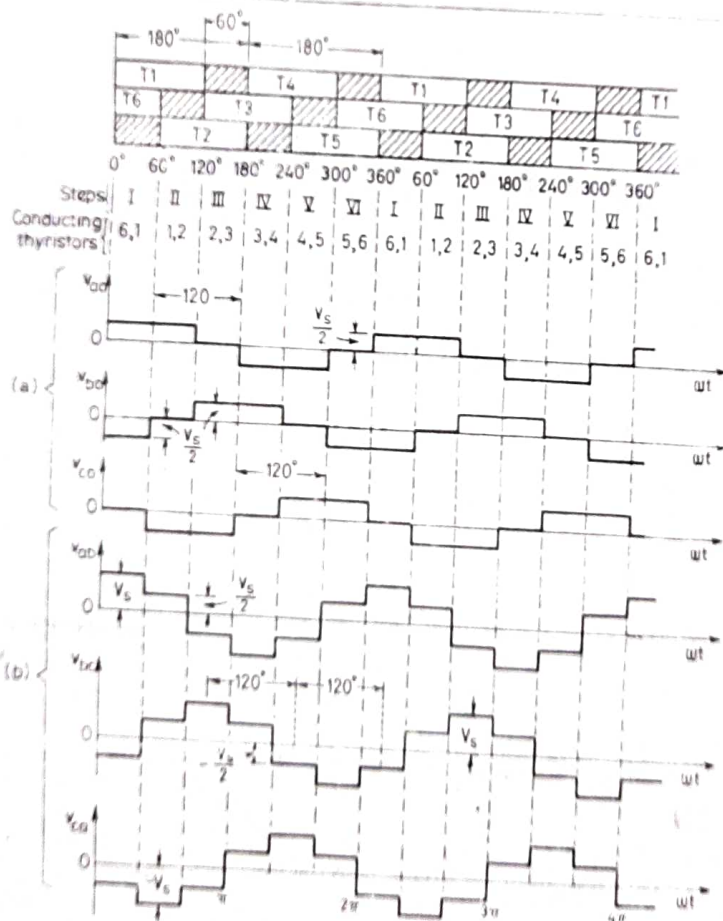 60°
180° 180°
T1 T4 T1 T4 T1
T6 T3 T6 T3 T6
T2 T5 T2 T5
0° 60° 120° 180° 240° 300° 360° 60° 120° 180° 240° 300° 360°
Steps I II III IV V VI I II III IV V VI I
Conducting thyristors 6,1 1,2 2,3 3,4 4,5 5,6 6,1 1,2 2,3 3,4 4,5 5,6 6,1
(a)
v_ao
120
V_s/2
0
ωt
v_bo
0
V_s/2
ωt
v_co
120°
0
ωt
(b)
v_ab
V_s
V_s/2
0
ωt
v_bc
120° 120°
0
-V_s/2
V_s
ωt
v_ca
0
-V_s
π 2π 3π 4π
ωt